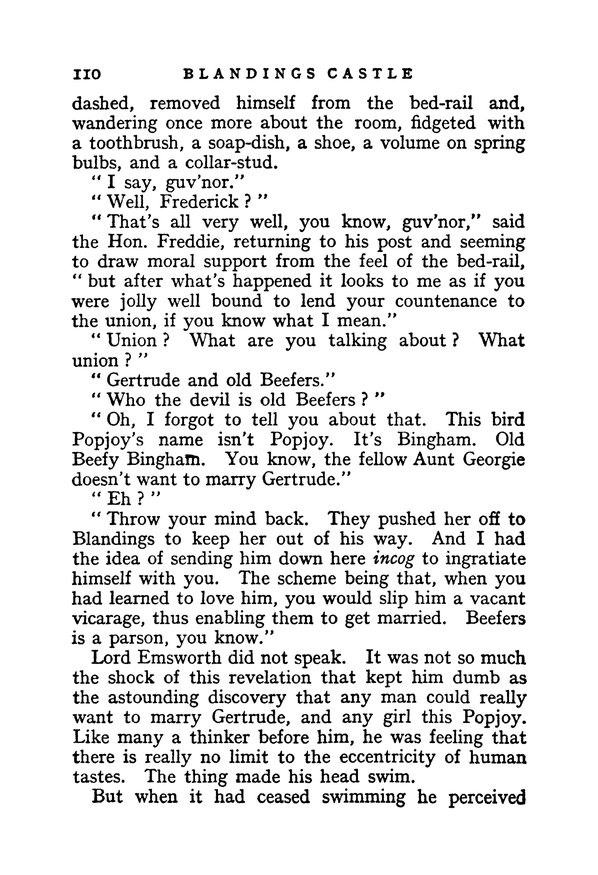 110 BLANDINGS CASTLE
dashed, removed himself from the bed-rail and,
wandering once more about the room, fidgeted with
a toothbrush, a soap-dish, a shoe, a volume on spring
bulbs, and a collar-stud.
" I say, guv'nor."
" Well, Frederick ? "
" That's all very well, you know, guv'nor," said
the Hon. Freddie, returning to his post and seeming
to draw moral support from the feel of the bed-rail,
" but after what's happened it looks to me as if you
were jolly well bound to lend your countenance to
the union, if you know what I mean."
" Union ? What are you talking about ? What
union ? "
" Gertrude and old Beefers."
" Who the devil is old Beefers ? "
" Oh, I forgot to tell you about that. This bird
Popjoy's name isn't Popjoy. It's Bingham. Old
Beefy Bingham. You know, the fellow Aunt Georgie
doesn't want to marry Gertrude."
" Eh ? "
" Throw your mind back. They pushed her off to
Blandings to keep her out of his way. And I had
the idea of sending him down here incog to ingratiate
himself with you. The scheme being that, when you
had learned to love him, you would slip him a vacant
vicarage, thus enabling them to get married. Beefers
is a parson, you know."
Lord Emsworth did not speak. It was not so much
the shock of this revelation that kept him dumb as
the astounding discovery that any man could really
want to marry Gertrude, and any girl this Popjoy.
Like many a thinker before him, he was feeling that
there is really no limit to the eccentricity of human
tastes. The thing made his head swim.
But when it had ceased swimming he perceived